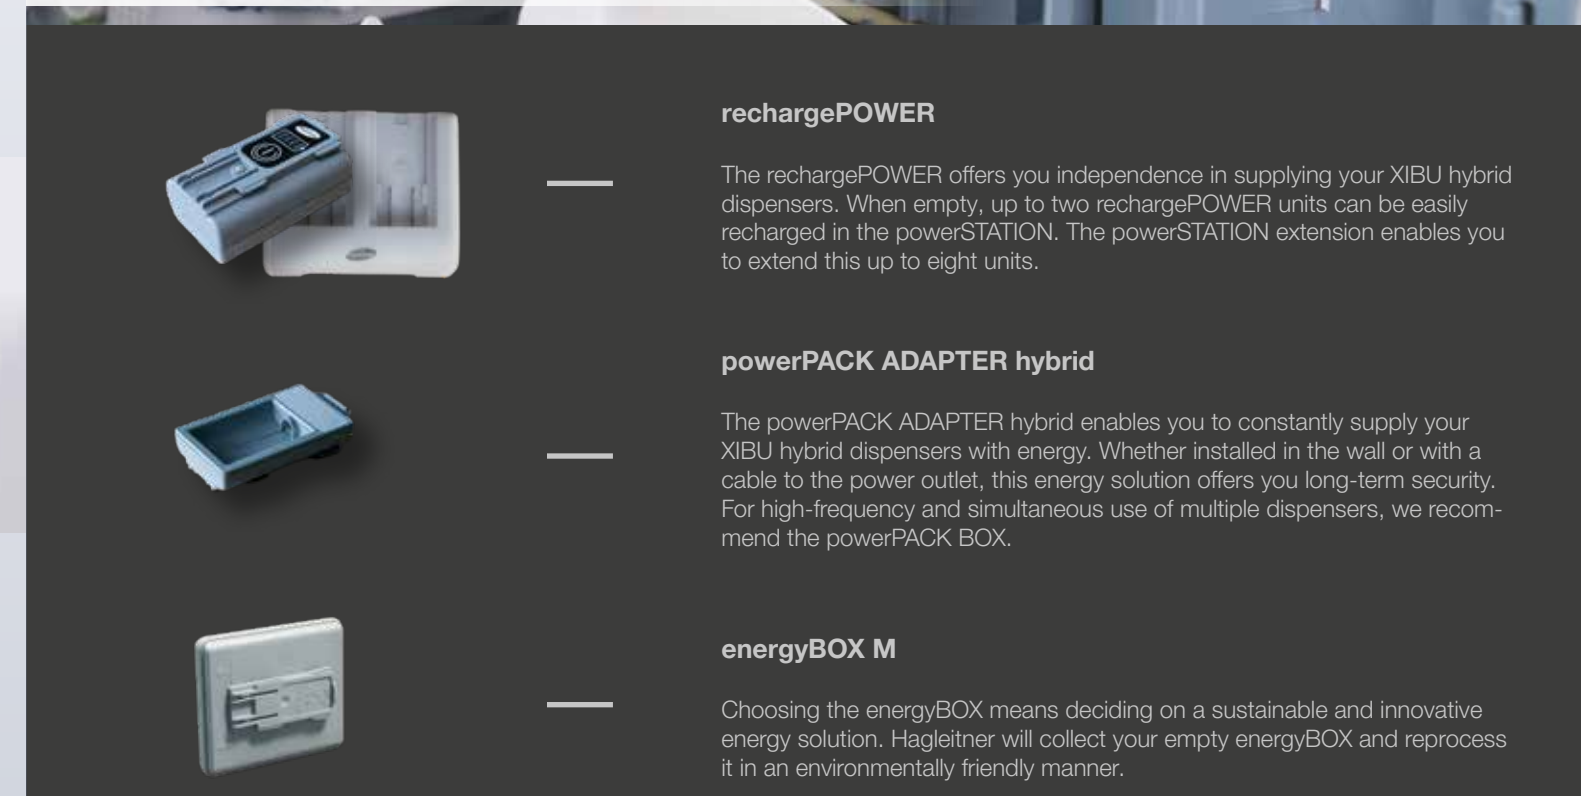 rechargePOWER
The rechargePOWER offers you independence in supplying your XIBU hybrid
dispensers. When empty, up to two rechargePOWER units can be easily
recharged in the powerSTATION. The powerSTATION extension enables you
to extend this up to eight units.
powerPACK ADAPTER hybrid
The powerPACK ADAPTER hybrid enables you to constantly supply your
XIBU hybrid dispensers with energy. Whether installed in the wall or with a
cable to the power outlet, this energy solution offers you long-term security.
For high-frequency and simultaneous use of multiple dispensers, we recom-
mend the powerPACK BOX.
energyBOX M
Choosing the energyBOX means deciding on a sustainable and innovative
energy solution. Hagleitner will collect your empty energyBOX and reprocess
it in an environmentally friendly manner.